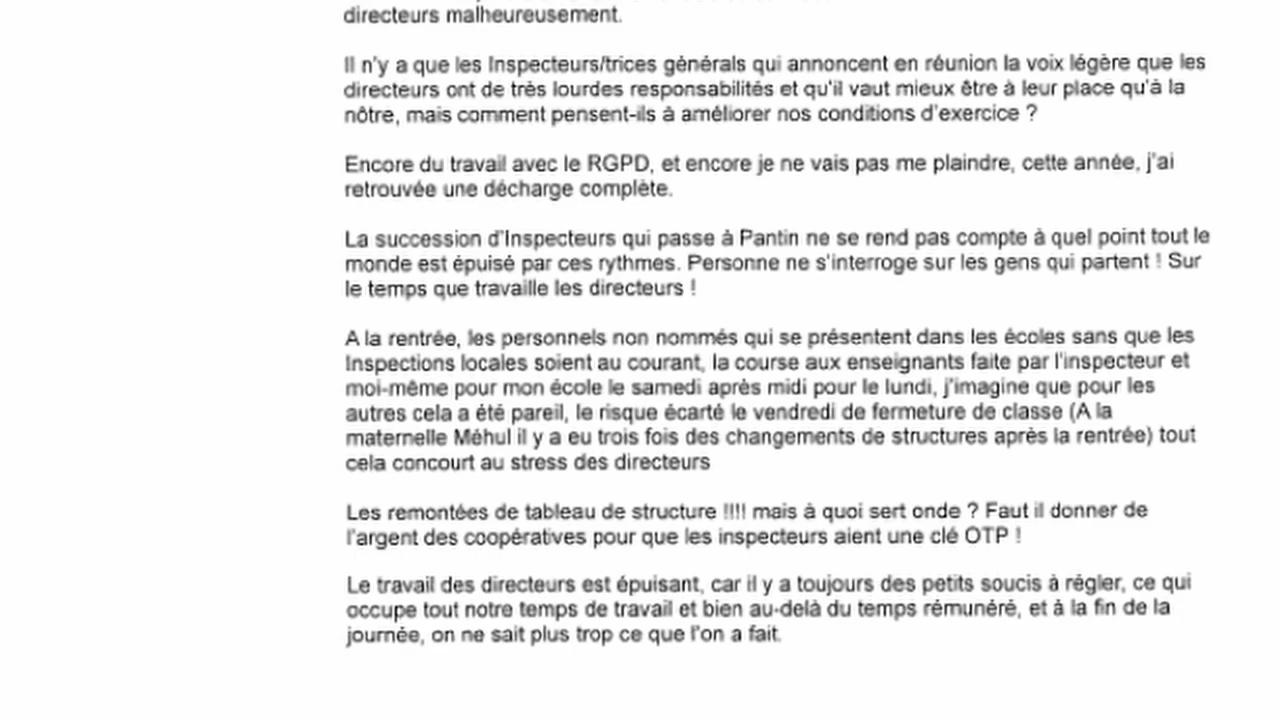 directeurs malheureusement.
Il n'y a que les Inspecteurs/trices générals qui annoncent en réunion la voix légère que les
directeurs ont de très lourdes responsabilités et qu'il vaut mieux être à leur place qu'à la
nôtre, mais comment pensent-ils à améliorer nos conditions d'exercice ?
Encore du travail avec le RGPD, et encore je ne vais pas me plaindre, cette année, j'ai
retrouvée une décharge complète.
La succession d'Inspecteurs qui passe à Pantin ne se rend pas compte à quel point tout le
monde est épuisé par ces rythmes. Personne ne s'interroge sur les gens qui partent ! Sur
le temps que travaille les directeurs !
A la rentrée, les personnels non nommés qui se présentent dans les écoles sans que les
Inspections locales soient au courant, la course aux enseignants faite par l'inspecteur et
moi-même pour mon école le samedi après midi pour le lundi, j'imagine que pour les
autres cela a été pareil, le risque écarté le vendredi de fermeture de classe (A la
maternelle Méhul il y a eu trois fois des changements de structures après la rentrée) tout
cela concourt au stress des directeurs
Les remontées de tableau de structure !!!! mais à quoi sert onde ? Faut il donner de
l'argent des coopératives pour que les inspecteurs aient une clé OTP !
Le travail des directeurs est épuisant, car il y a toujours des petits soucis à régler, ce qui
occupe tout notre temps de travail et bien au-delà du temps rémunéré, et à la fin de la
journée, on ne sait plus trop ce que l'on a fait.